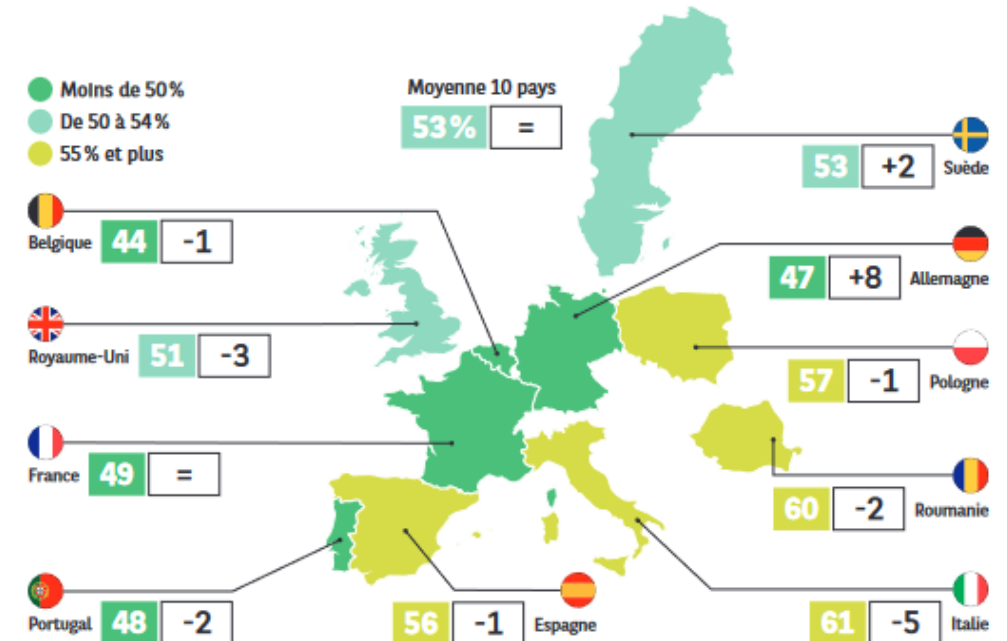 Moins de 50 %
De 50 à 54 %
55 % et plus
Moyenne 10 pays
53 % =
53 +2 Suède
Belgique 44 -1
47 +8 Allemagne
Royaume-Uni 51 -3
57 -1 Pologne
France 49 =
60 -2 Roumanie
Portugal 48 -2
56 -1 Espagne
61 -5 Italie